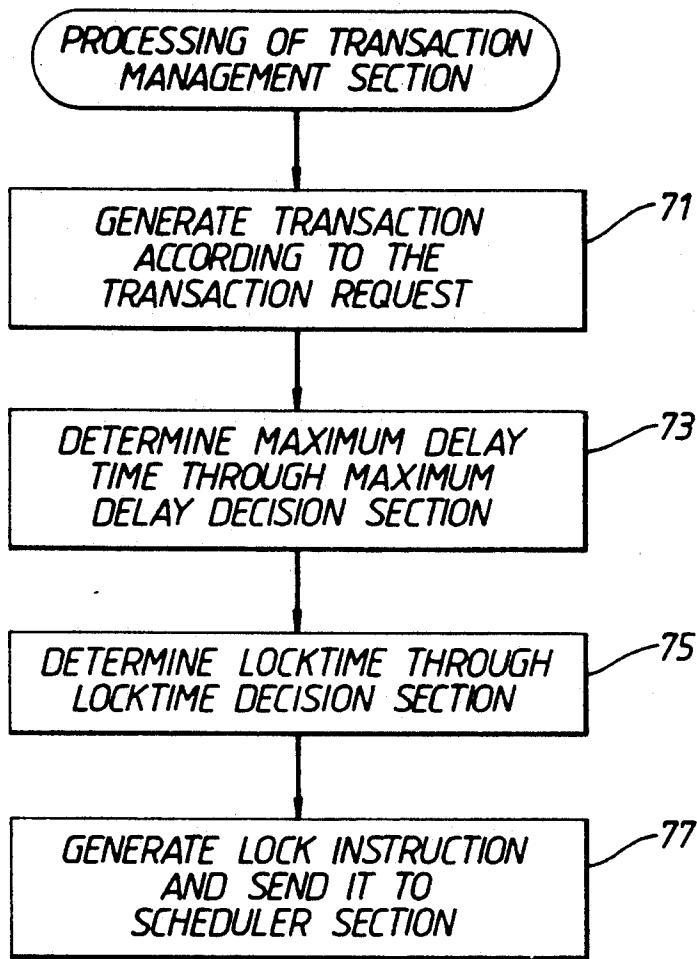 PROCESSING OF TRANSACTION
MANAGEMENT SECTION
GENERATE TRANSACTION
ACCORDING TO THE
TRANSACTION REQUEST
71
DETERMINE MAXIMUM DELAY
TIME THROUGH MAXIMUM
DELAY DECISION SECTION
73
DETERMINE LOCKTIME THROUGH
LOCKTIME DECISION SECTION
75
GENERATE LOCK INSTRUCTION
AND SEND IT TO
SCHEDULER SECTION
77